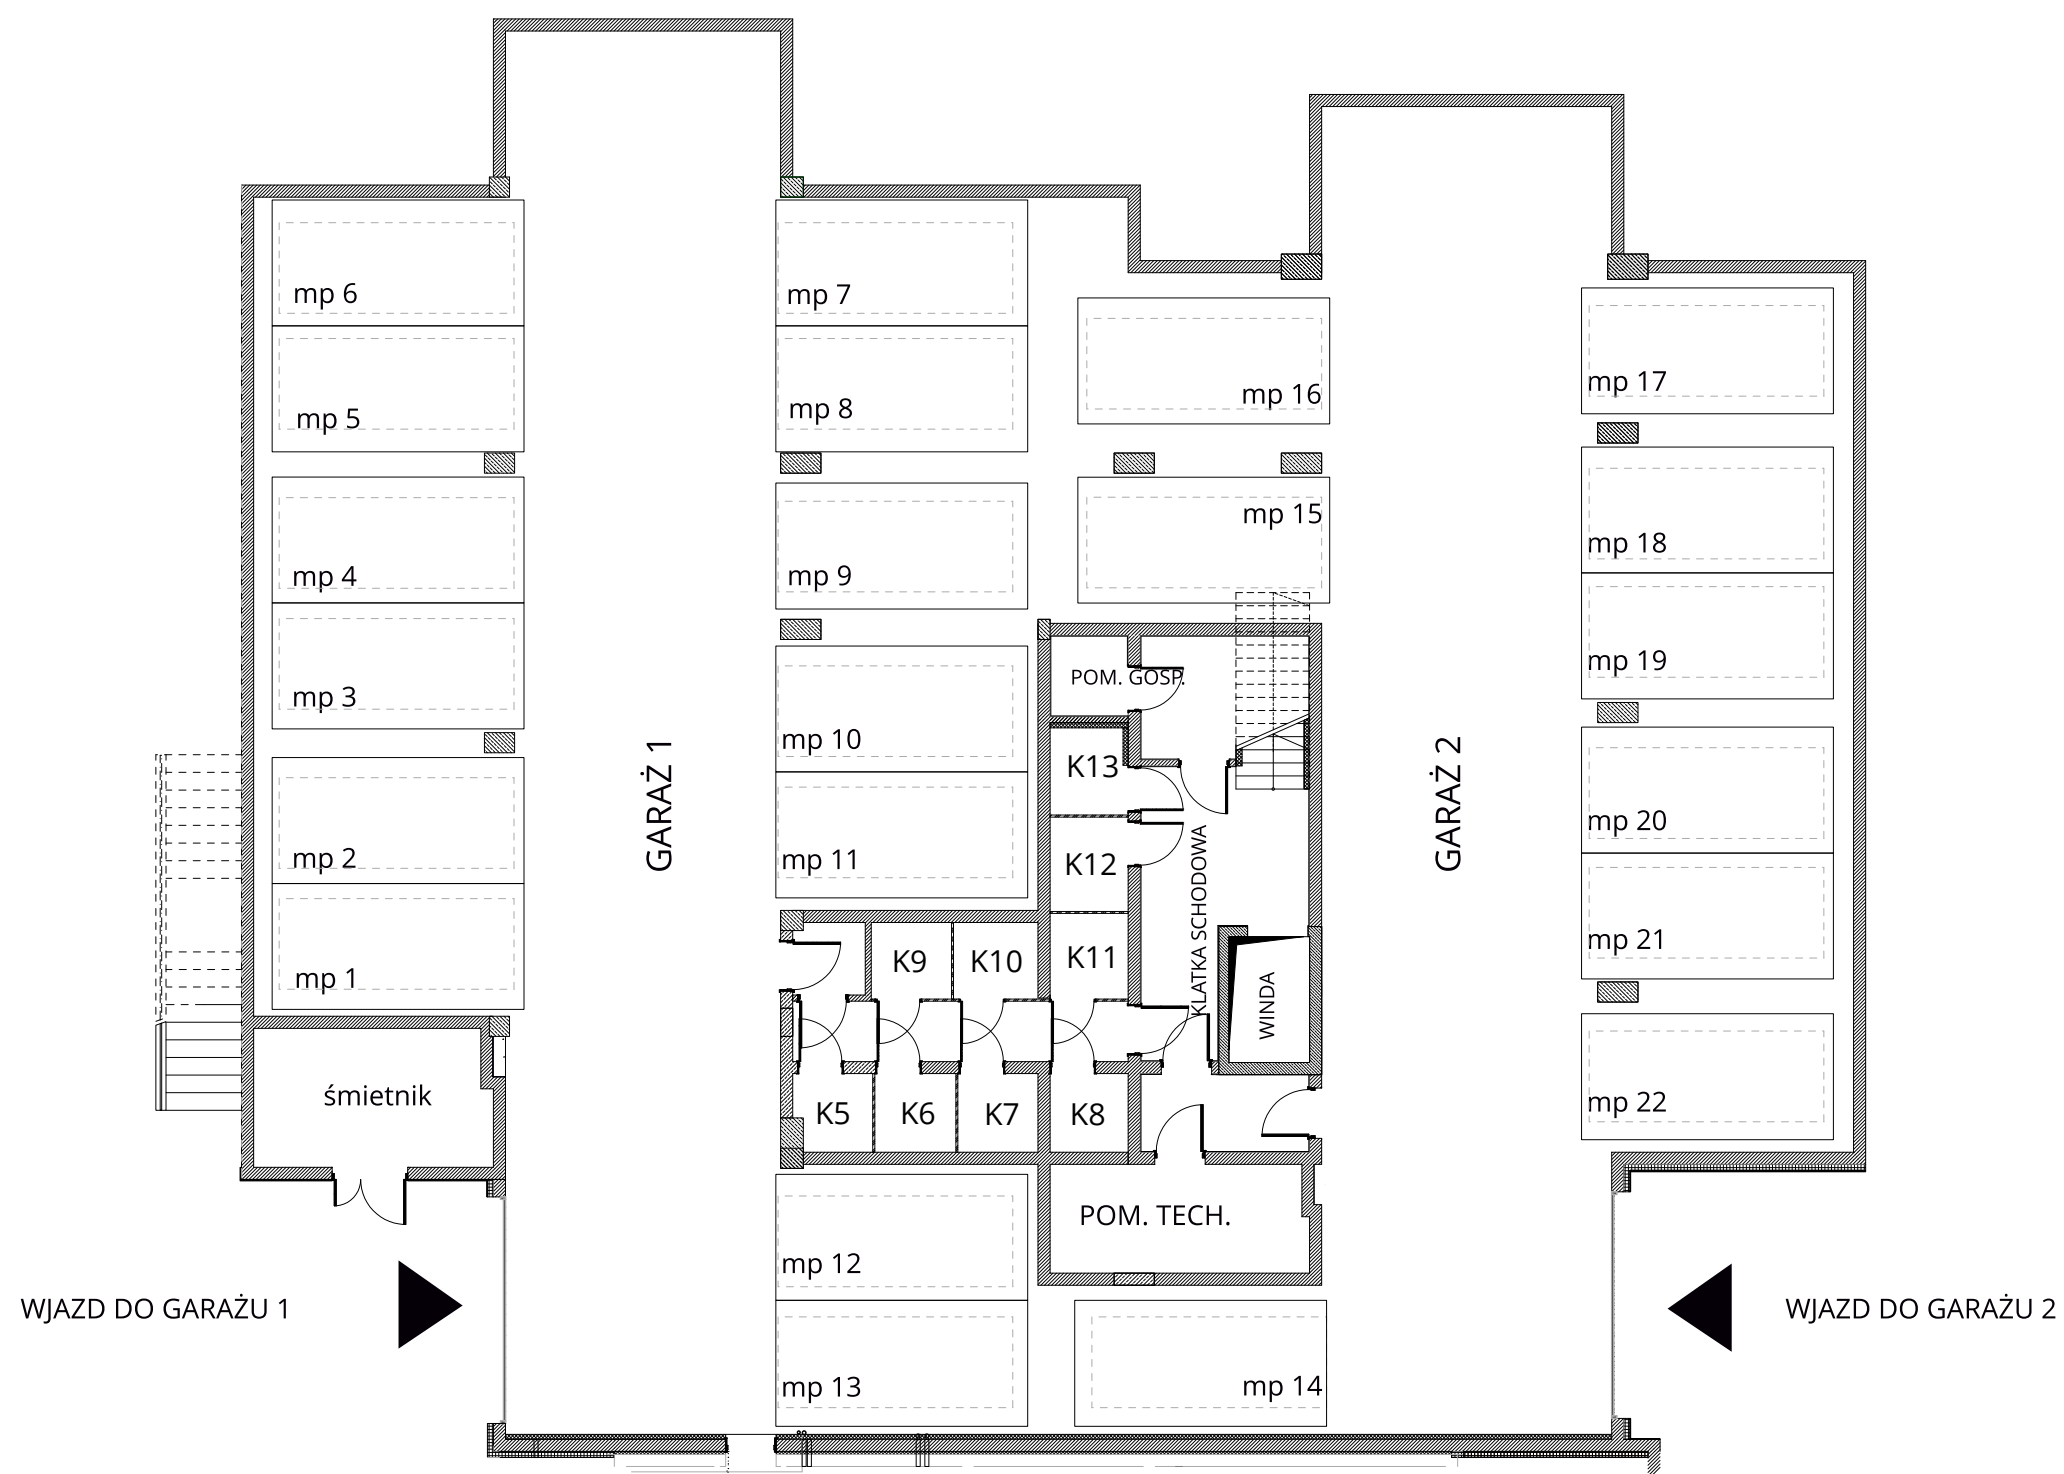 mp 6
mp 7
mp 17
mp 16
mp 5
mp 8
mp 15
mp 18
mp 4
mp 9
mp 19
POM. GOSP.
mp 3
mp 10
K13
GARAŻ 1
GARAŻ 2
mp 20
mp 2
mp 11
K12
KLATKA SCHODOWA
mp 21
K9
K10
K11
mp 1
WINDA
śmietnik
K5
K6
K7
K8
mp 22
POM. TECH.
mp 12
WJAZD DO GARAŻU 1
WJAZD DO GARAŻU 2
mp 13
mp 14